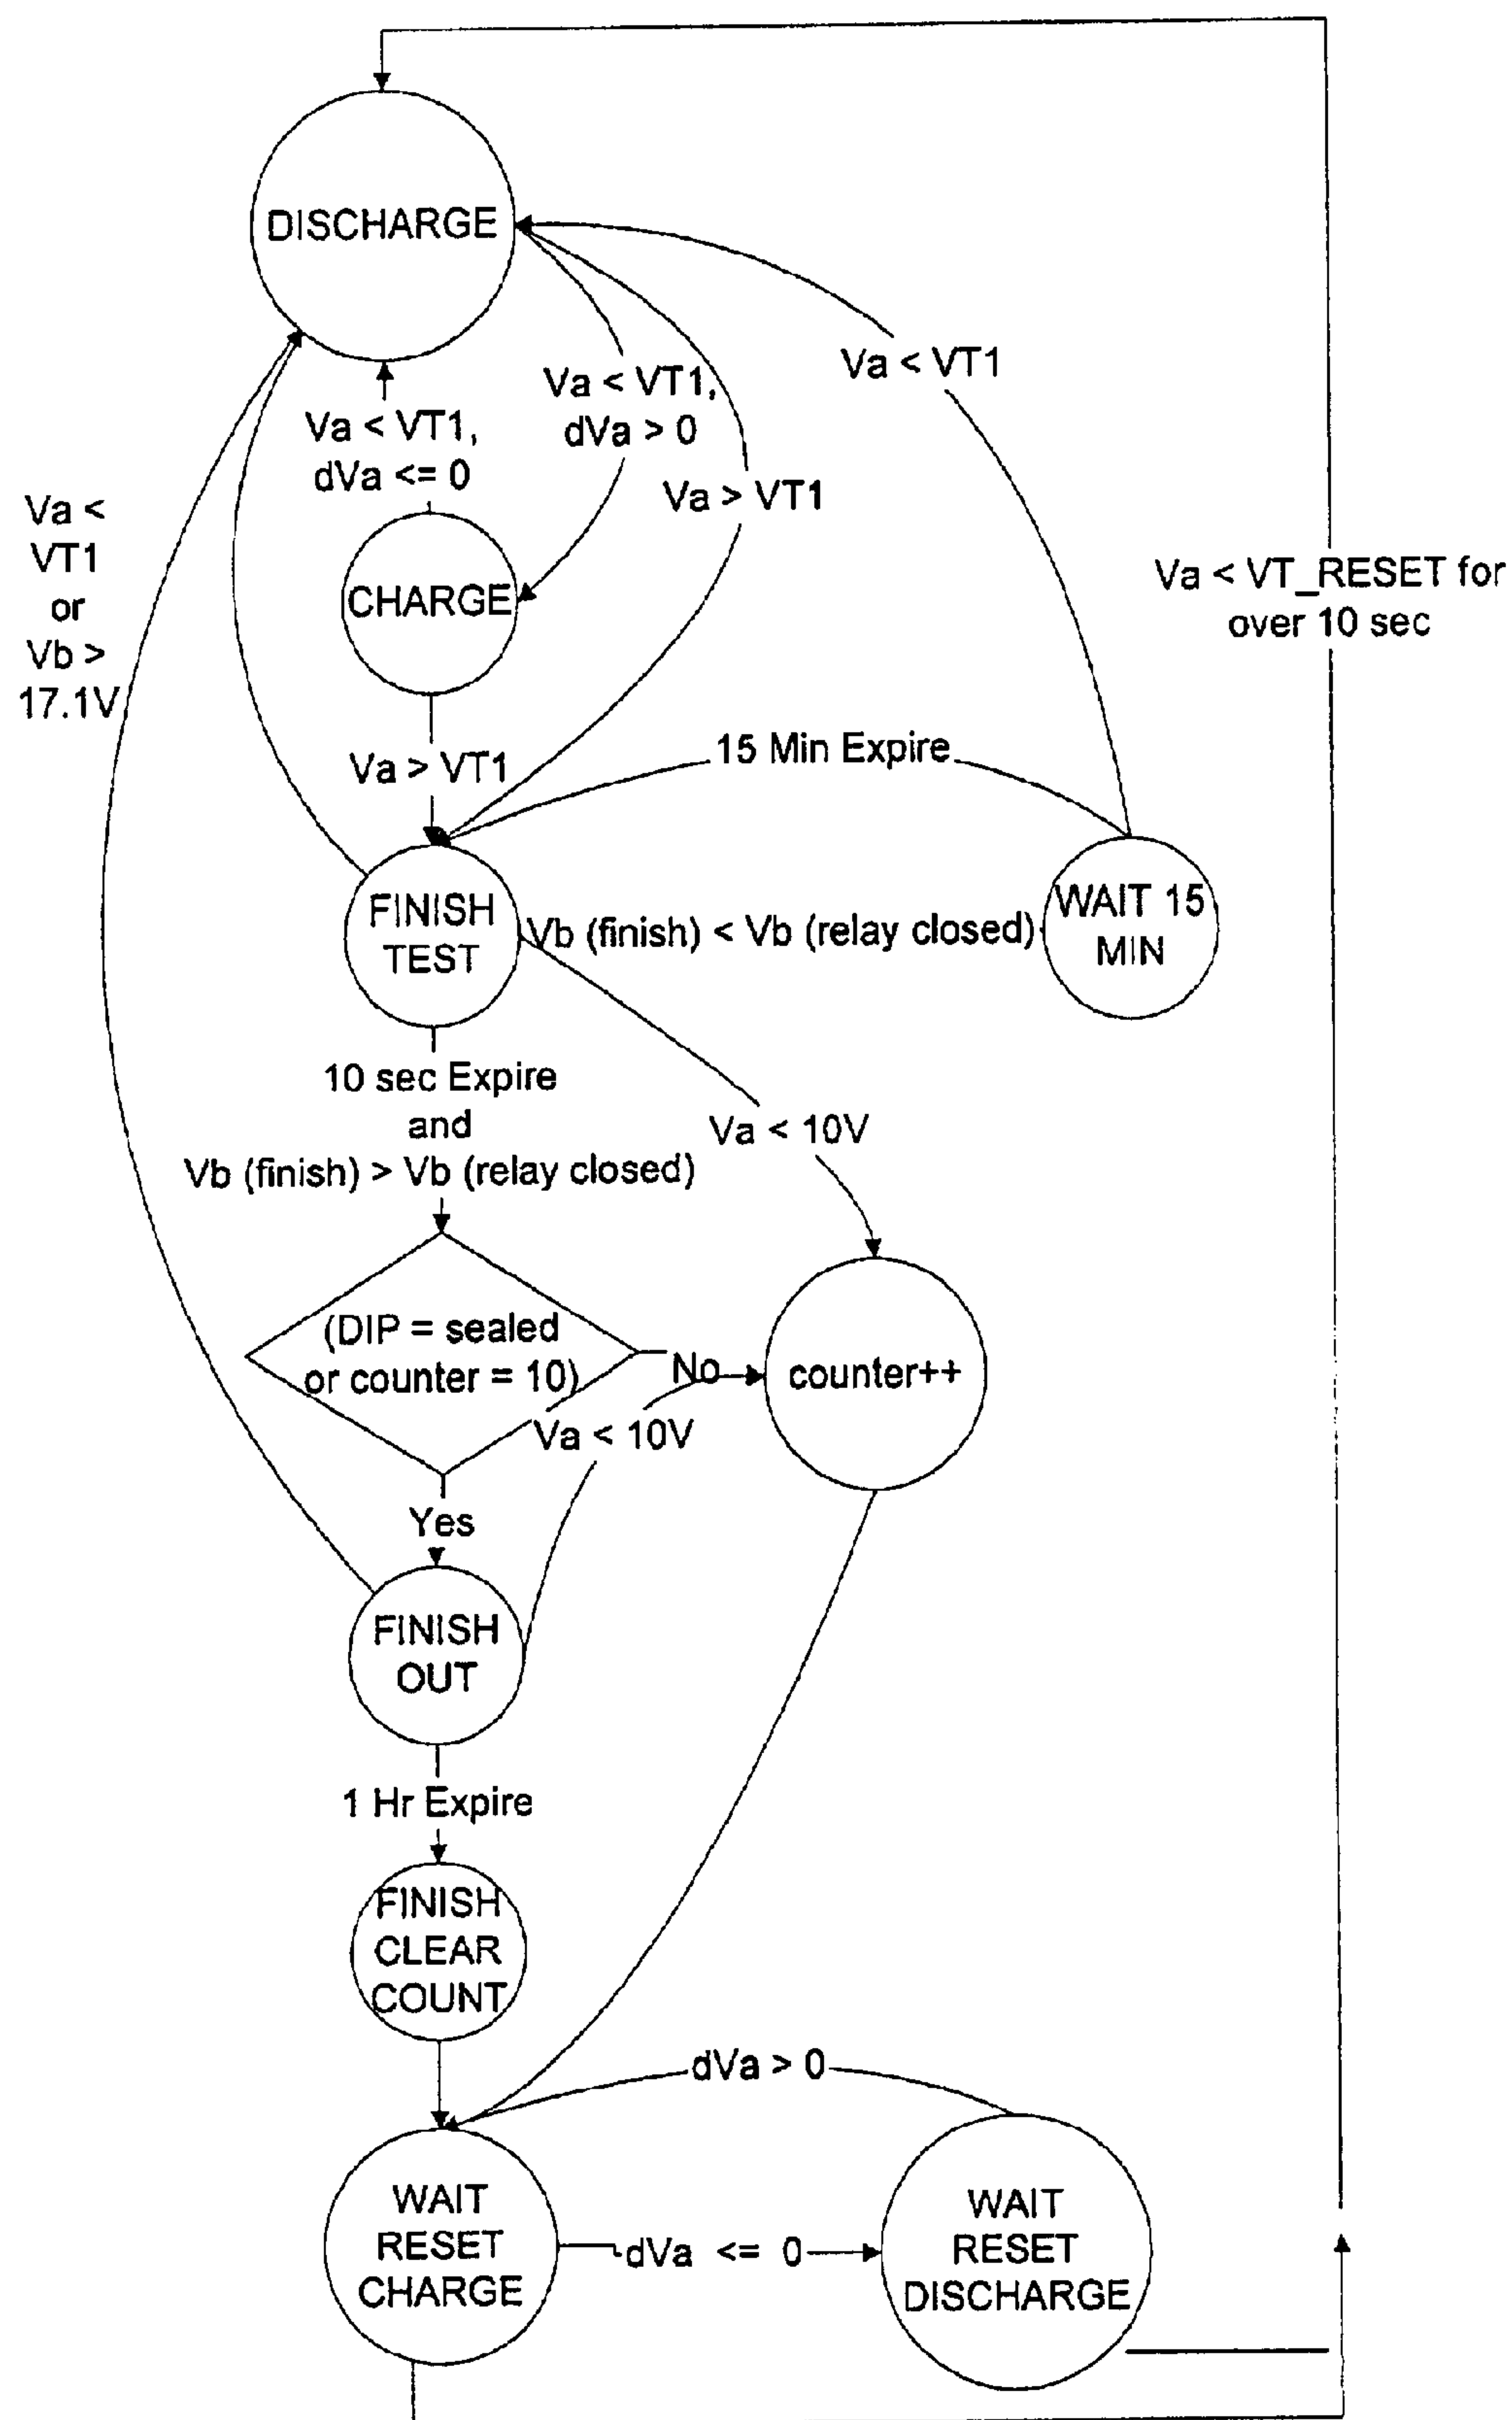 DISCHARGE
Va < VT1
Va < VT1,
dVa > 0
Va < VT1,
dVa <= 0
Va > VT1
Va <
VT1
or
Vb >
17.1V
Va < VT_RESET for
over 10 sec
CHARGE
Va > VT1
15 Min Expire
FINISH
TEST
Vb (finish) < Vb (relay closed)
WAIT 15
MIN
10 sec Expire
and
Vb (finish) > Vb (relay closed)
Va < 10V
(DIP = sealed
or counter = 10)
No
counter++
Va < 10V
Yes
FINISH
OUT
1 Hr Expire
FINISH
CLEAR
COUNT
dVa > 0
WAIT
RESET
CHARGE
dVa <= 0
WAIT
RESET
DISCHARGE